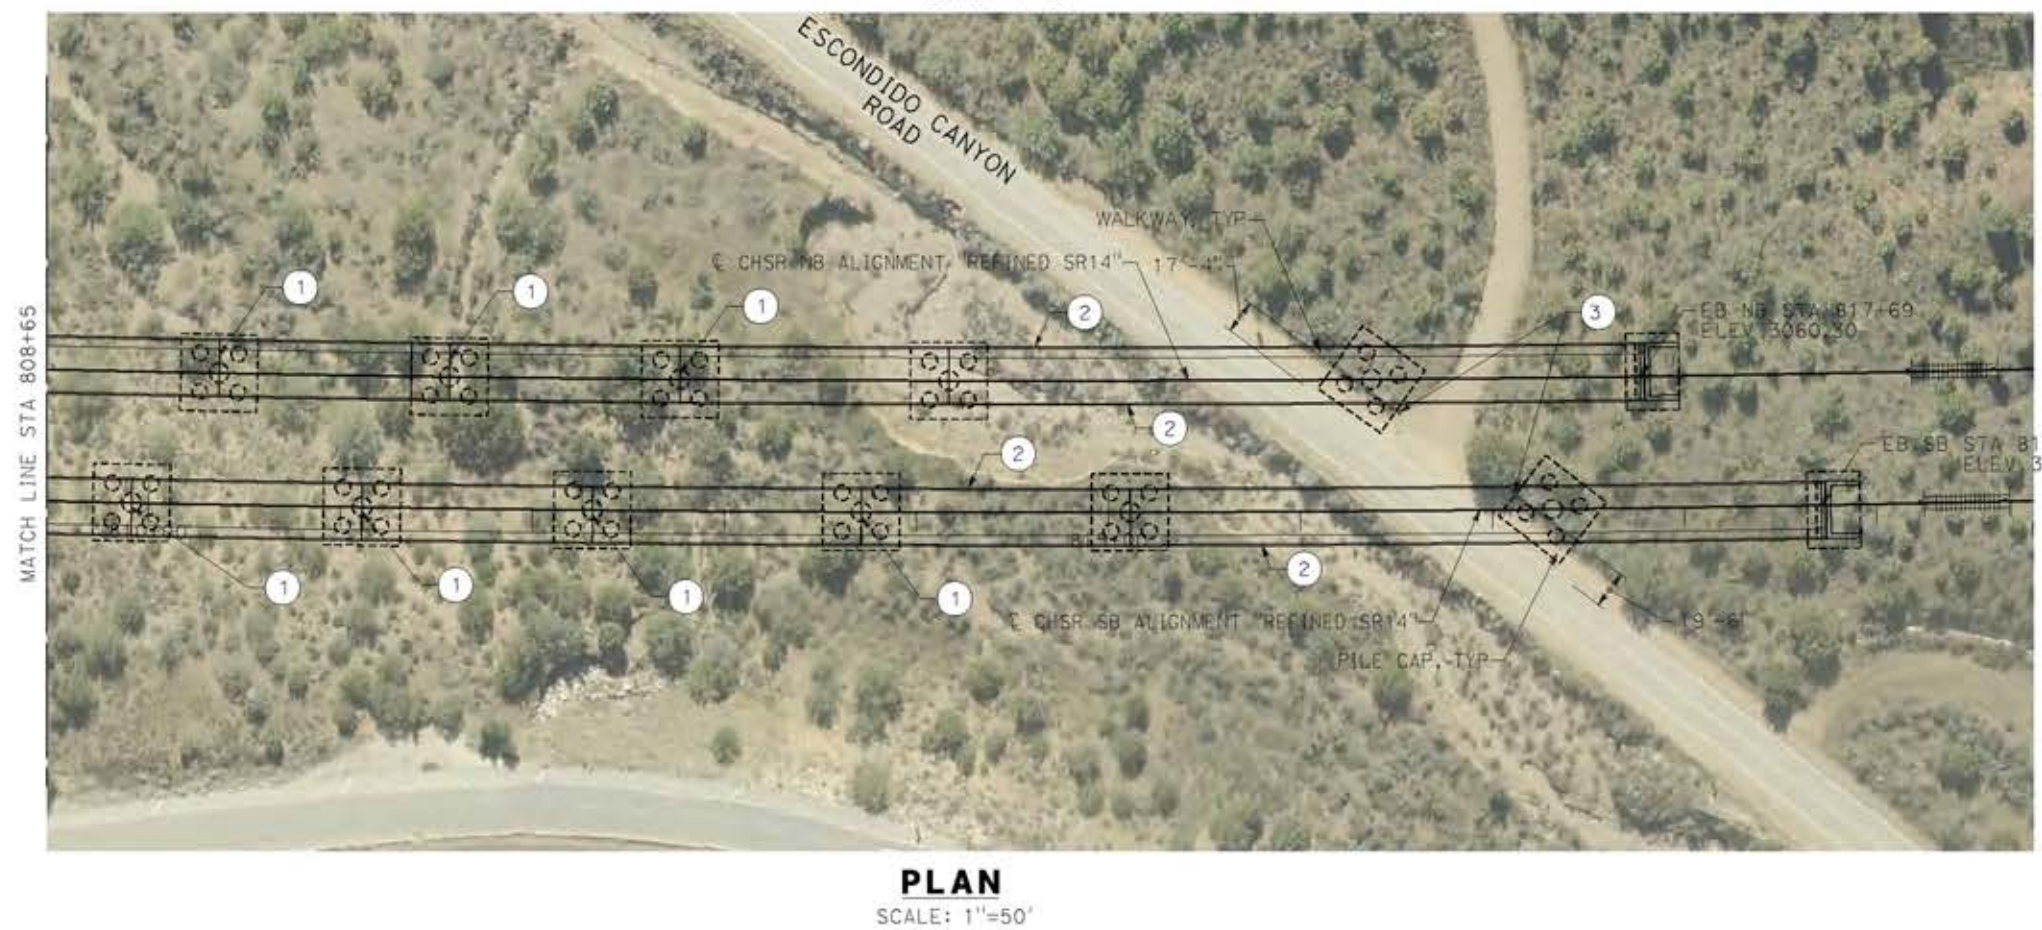 ESCONDIDO CANYON
ROAD
WALKWAY, TYP
℄ CHSR NB ALIGNMENT "REFINED SR14"
17'-4"
1
1
1
2
3
EB NB STA 817+69
ELEV 3060.30
MATCH LINE STA 808+65
2
2
EB SB STA 81
ELEV 3
1
1
1
1
2
℄ CHSR SB ALIGNMENT "REFINED SR14"
19'-6"
PILE CAP, TYP
PLAN
SCALE: 1"=50'